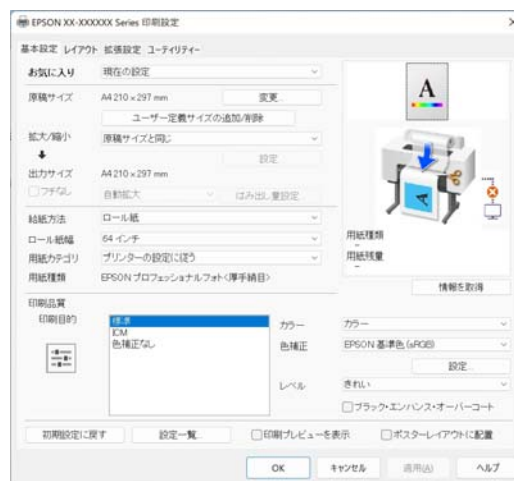 EPSON XX-XXXXXX Series 印刷設定
基本設定 レイアウト 拡張設定 ユーティリティー
お気に入り 現在の設定
原稿サイズ A4 210 x 297 mm 変更...
ユーザー定義サイズの追加/削除
拡大/縮小 原稿サイズと同じ
設定...
出力サイズ A4 210 x 297 mm
フチなし 自動拡大 はみ出し量設定...
給紙方法 ロール紙
ロール紙幅 64 インチ
用紙カテゴリ プリンターの設定に従う
用紙種類 EPSON プロフェッショナルフォト<厚手絹目>
A
用紙種類
-
用紙残量
-
情報を取得
印刷品質
印刷目的 標準
ICM
色補正なし
カラー カラー
色補正 EPSON 基準色 (sRGB)
設定...
レベル きれい
ブラック・エンハンス・オーバーコート
初期設定に戻す 設定一覧... 印刷プレビューを表示 ポスターレイアウトに配置
OK キャンセル 適用(A) ヘルプ